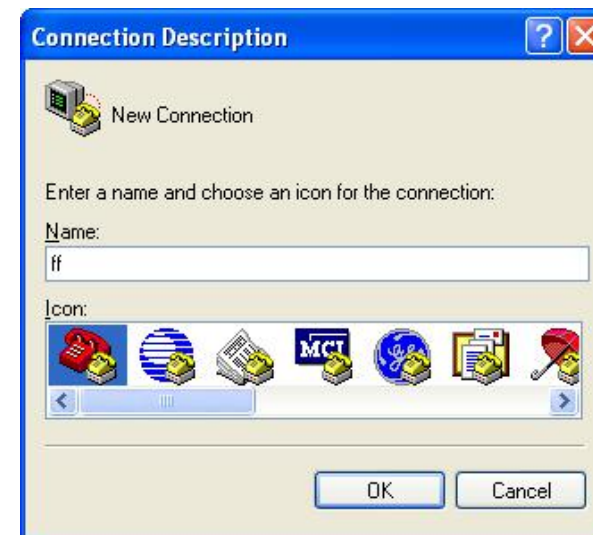 Connection Description
New Connection
Enter a name and choose an icon for the connection:
Name:
ff
Icon:
MCI
OK Cancel